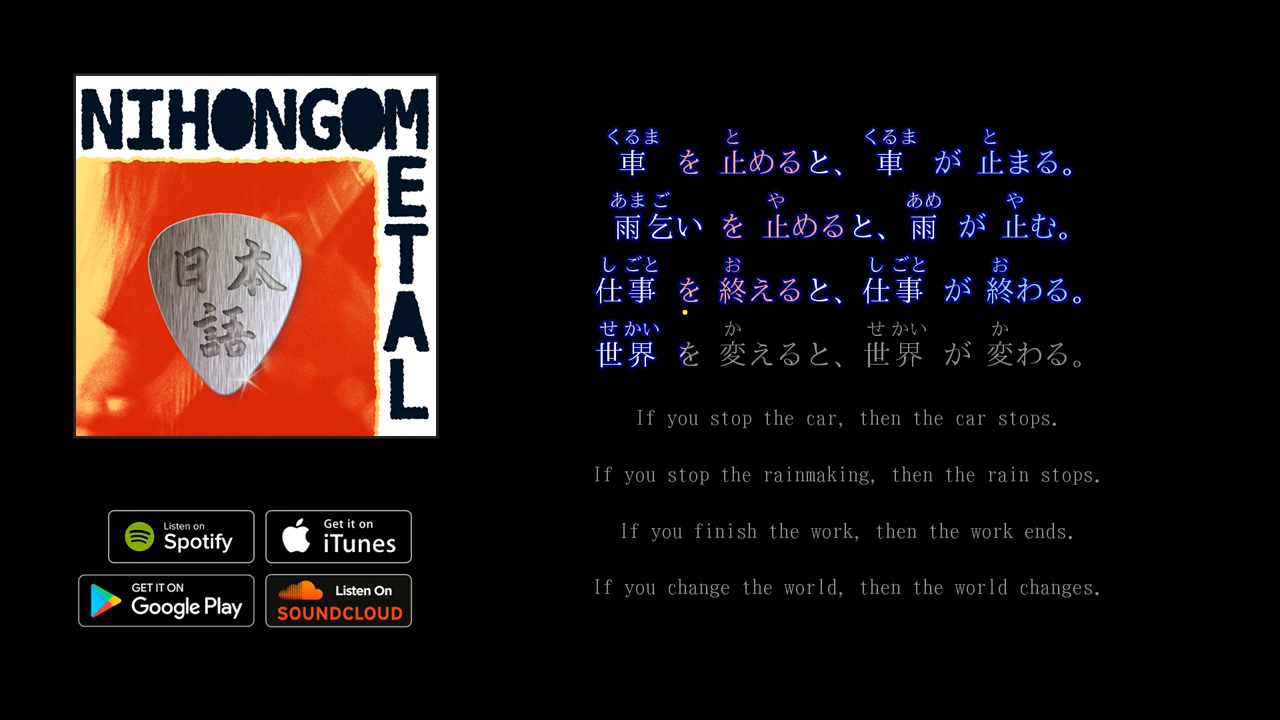 NIHONGOM
ETAL
日本
語
Listen on
Spotify
Get it on
iTunes
GET IT ON
Google Play
Listen On
SOUNDCLOUD
くるま と くるま と
車 を 止めると、 車 が 止まる。
あまご や あめ や
雨乞い を 止めると、 雨 が 止む。
しごと お しごと お
仕事 を 終えると、仕事 が 終わる。
せかい か せかい か
世界 を 変えると、世界 が 変わる。
If you stop the car, then the car stops.
If you stop the rainmaking, then the rain stops.
If you finish the work, then the work ends.
If you change the world, then the world changes.